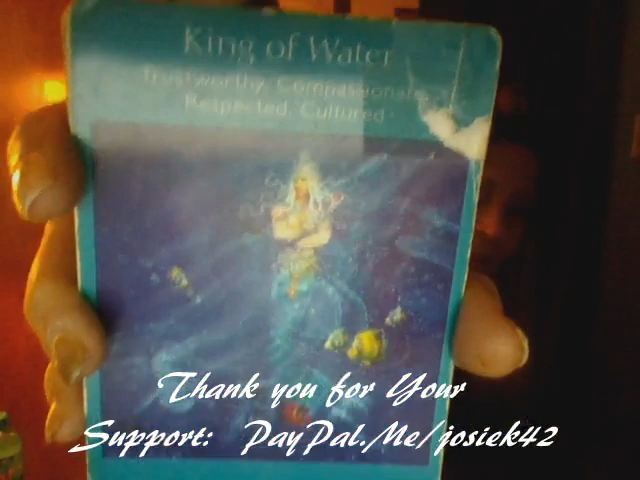 King of Water
Trustworthy, Compassionate,
Respected, Cultured
Thank you for Your
Support: PayPal.Me/josiek42